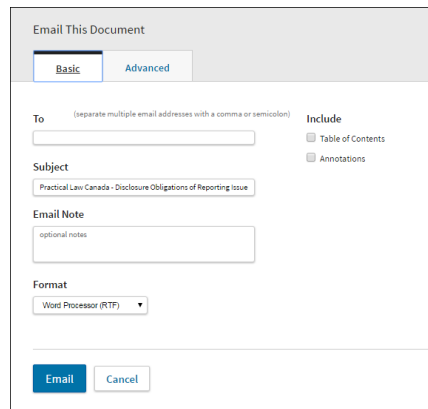 Email This Document
Basic
Advanced
To (separate multiple email addresses with a comma or semicolon)
Include
Table of Contents
Annotations
Subject
Practical Law Canada - Disclosure Obligations of Reporting Issue
Email Note
optional notes
Format
Word Processor (RTF)
Email
Cancel